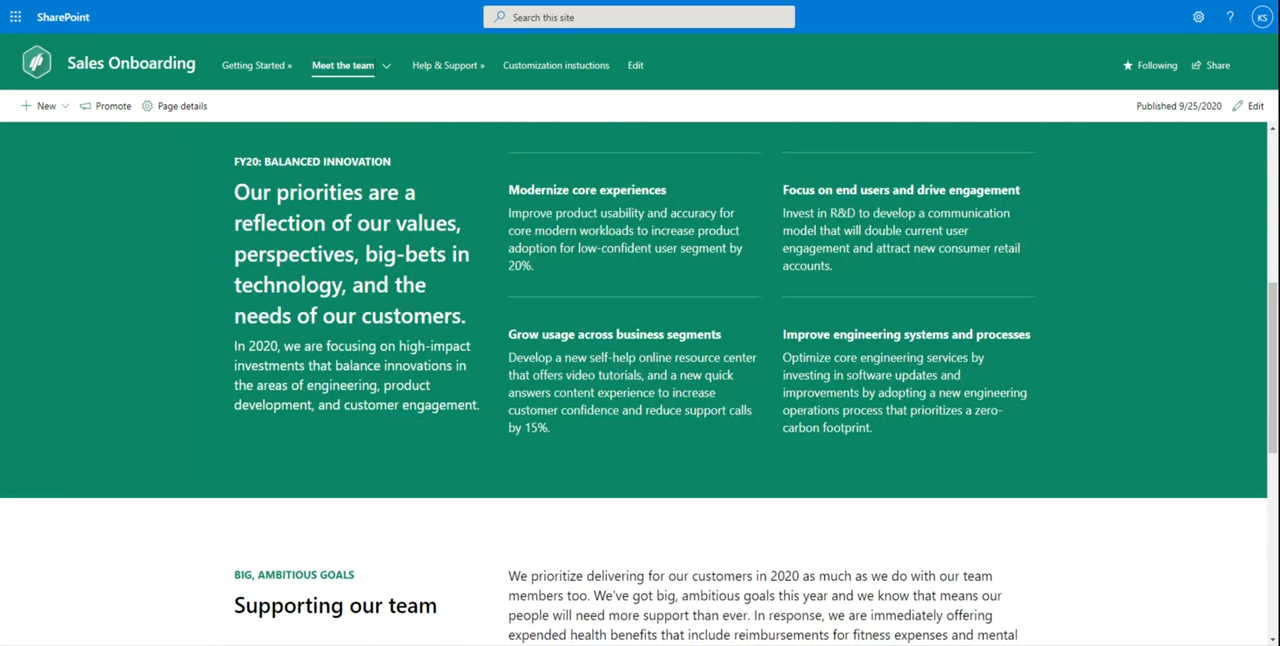 SharePoint
Search this site
?
KS
Sales Onboarding
Getting Started »
Meet the team
Help & Support »
Customization instuctions
Edit
Following
Share
New
Promote
Page details
Published 9/25/2020
Edit
FY20: BALANCED INNOVATION
Our priorities are a
reflection of our values,
perspectives, big-bets in
technology, and the
needs of our customers.
In 2020, we are focusing on high-impact
investments that balance innovations in
the areas of engineering, product
development, and customer engagement.
Modernize core experiences
Improve product usability and accuracy for
core modern workloads to increase product
adoption for low-confident user segment by
20%.
Focus on end users and drive engagement
Invest in R&D to develop a communication
model that will double current user
engagement and attract new consumer retail
accounts.
Grow usage across business segments
Develop a new self-help online resource center
that offers video tutorials, and a new quick
answers content experience to increase
customer confidence and reduce support calls
by 15%.
Improve engineering systems and processes
Optimize core engineering services by
investing in software updates and
improvements by adopting a new engineering
operations process that prioritizes a zero-
carbon footprint.
BIG, AMBITIOUS GOALS
Supporting our team
We prioritize delivering for our customers in 2020 as much as we do with our team
members too. We've got big, ambitious goals this year and we know that means our
people will need more support than ever. In response, we are immediately offering
expended health benefits that include reimbursements for fitness expenses and mental